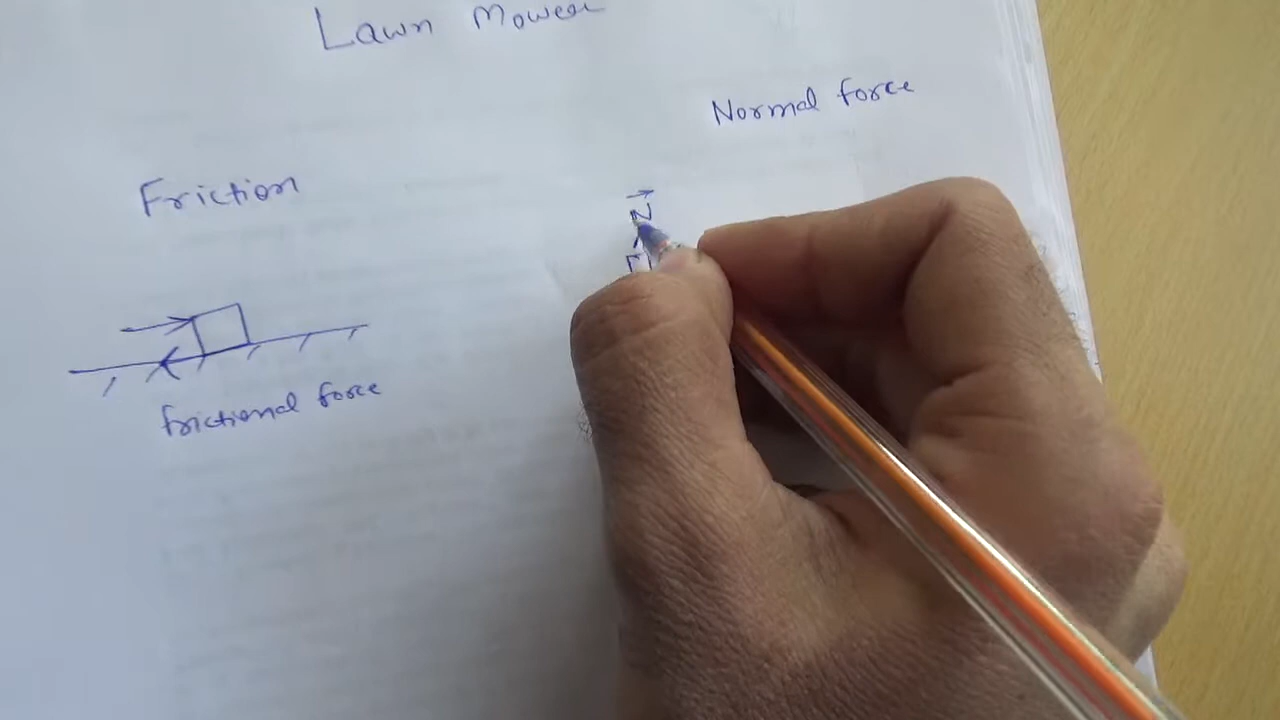 Lawn Mower
Normal force
Friction
N
frictional force